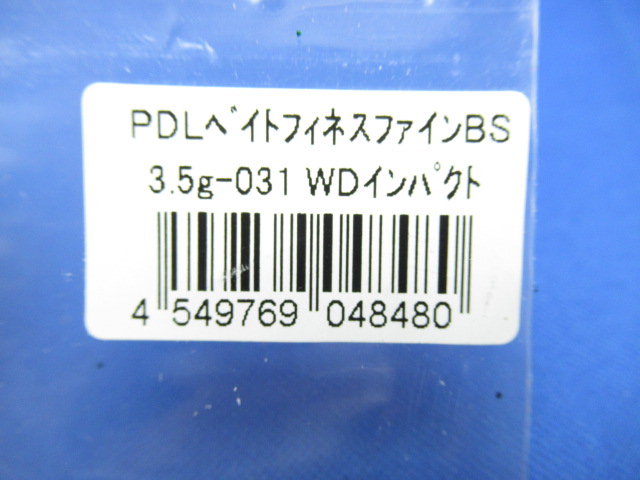 PDLﾍﾞｲﾄﾌｨﾈｽﾌｧｲﾝBS
3.5g-031 WDｲﾝﾊﾟｸﾄ
4 549769 048480